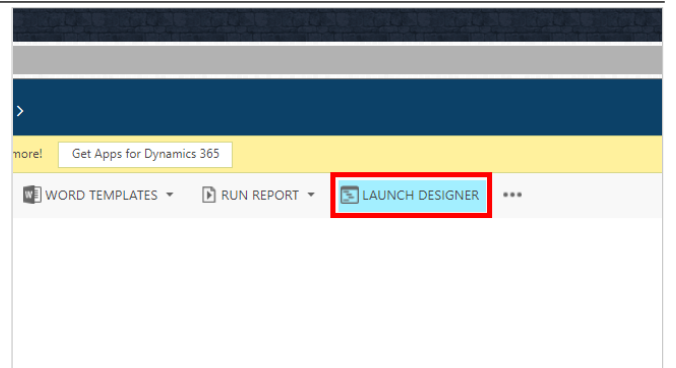 >
more! Get Apps for Dynamics 365
WORD TEMPLATES RUN REPORT LAUNCH DESIGNER •••